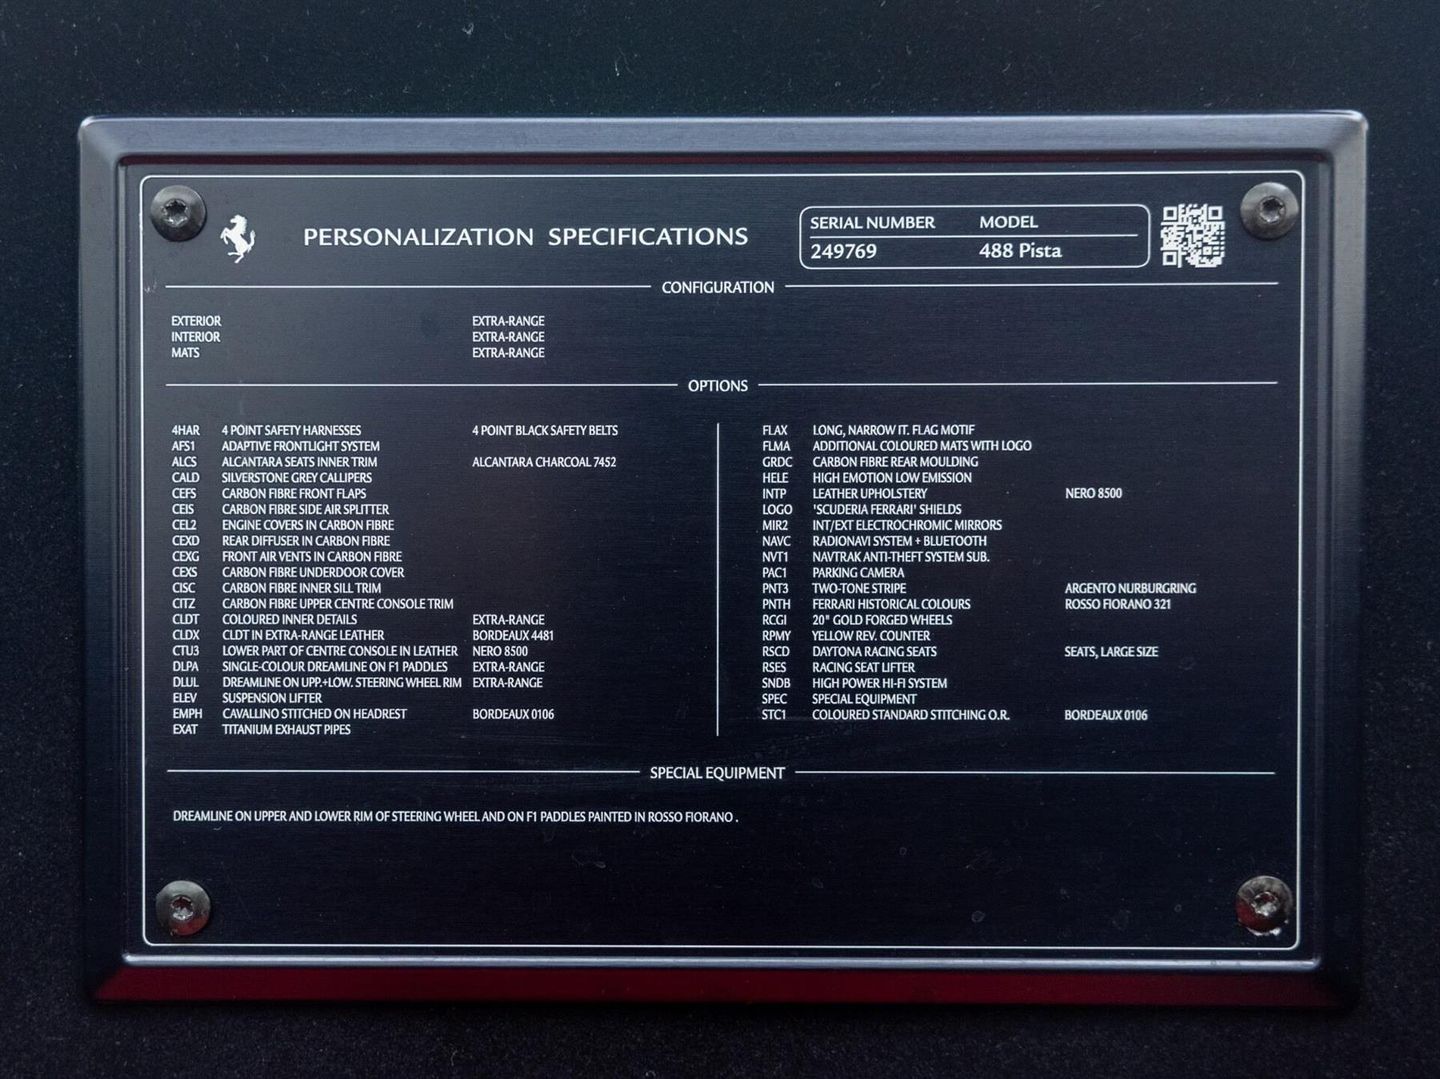 PERSONALIZATION SPECIFICATIONS
SERIAL NUMBER MODEL
249769 488 Pista
CONFIGURATION
EXTERIOR EXTRA-RANGE
INTERIOR EXTRA-RANGE
MATS EXTRA-RANGE
OPTIONS
4HAR 4 POINT SAFETY HARNESSES 4 POINT BLACK SAFETY BELTS
AFS1 ADAPTIVE FRONTLIGHT SYSTEM
ALCS ALCANTARA SEATS INNER TRIM ALCANTARA CHARCOAL 7452
CALD SILVERSTONE GREY CALLIPERS
CEFS CARBON FIBRE FRONT FLAPS
CEIS CARBON FIBRE SIDE AIR SPLITTER
CEL2 ENGINE COVERS IN CARBON FIBRE
CEXD REAR DIFFUSER IN CARBON FIBRE
CEXG FRONT AIR VENTS IN CARBON FIBRE
CEXS CARBON FIBRE UNDERDOOR COVER
CISC CARBON FIBRE INNER SILL TRIM
CITZ CARBON FIBRE UPPER CENTRE CONSOLE TRIM
CLDT COLOURED INNER DETAILS EXTRA-RANGE
CLDX CLDT IN EXTRA-RANGE LEATHER BORDEAUX 4481
CTU3 LOWER PART OF CENTRE CONSOLE IN LEATHER NERO 8500
DLPA SINGLE-COLOUR DREAMLINE ON F1 PADDLES EXTRA-RANGE
DLUL DREAMLINE ON UPP.+LOW. STEERING WHEEL RIM EXTRA-RANGE
ELEV SUSPENSION LIFTER
EMPH CAVALLINO STITCHED ON HEADREST BORDEAUX 0106
EXAT TITANIUM EXHAUST PIPES
FLAX LONG, NARROW IT. FLAG MOTIF
FLMA ADDITIONAL COLOURED MATS WITH LOGO
GRDC CARBON FIBRE REAR MOULDING
HELE HIGH EMOTION LOW EMISSION
INTP LEATHER UPHOLSTERY NERO 8500
LOGO 'SCUDERIA FERRARI' SHIELDS
MIR2 INT/EXT ELECTROCHROMIC MIRRORS
NAVC RADIONAVI SYSTEM + BLUETOOTH
NVT1 NAVTRAK ANTI-THEFT SYSTEM SUB.
PAC1 PARKING CAMERA
PNT3 TWO-TONE STRIPE ARGENTO NURBURGRING
PNTH FERRARI HISTORICAL COLOURS ROSSO FIORANO 321
RCGI 20" GOLD FORGED WHEELS
RPMY YELLOW REV. COUNTER
RSCD DAYTONA RACING SEATS SEATS, LARGE SIZE
RSES RACING SEAT LIFTER
SNDB HIGH POWER HI-FI SYSTEM
SPEC SPECIAL EQUIPMENT
STC1 COLOURED STANDARD STITCHING O.R. BORDEAUX 0106
SPECIAL EQUIPMENT
DREAMLINE ON UPPER AND LOWER RIM OF STEERING WHEEL AND ON F1 PADDLES PAINTED IN ROSSO FIORANO .